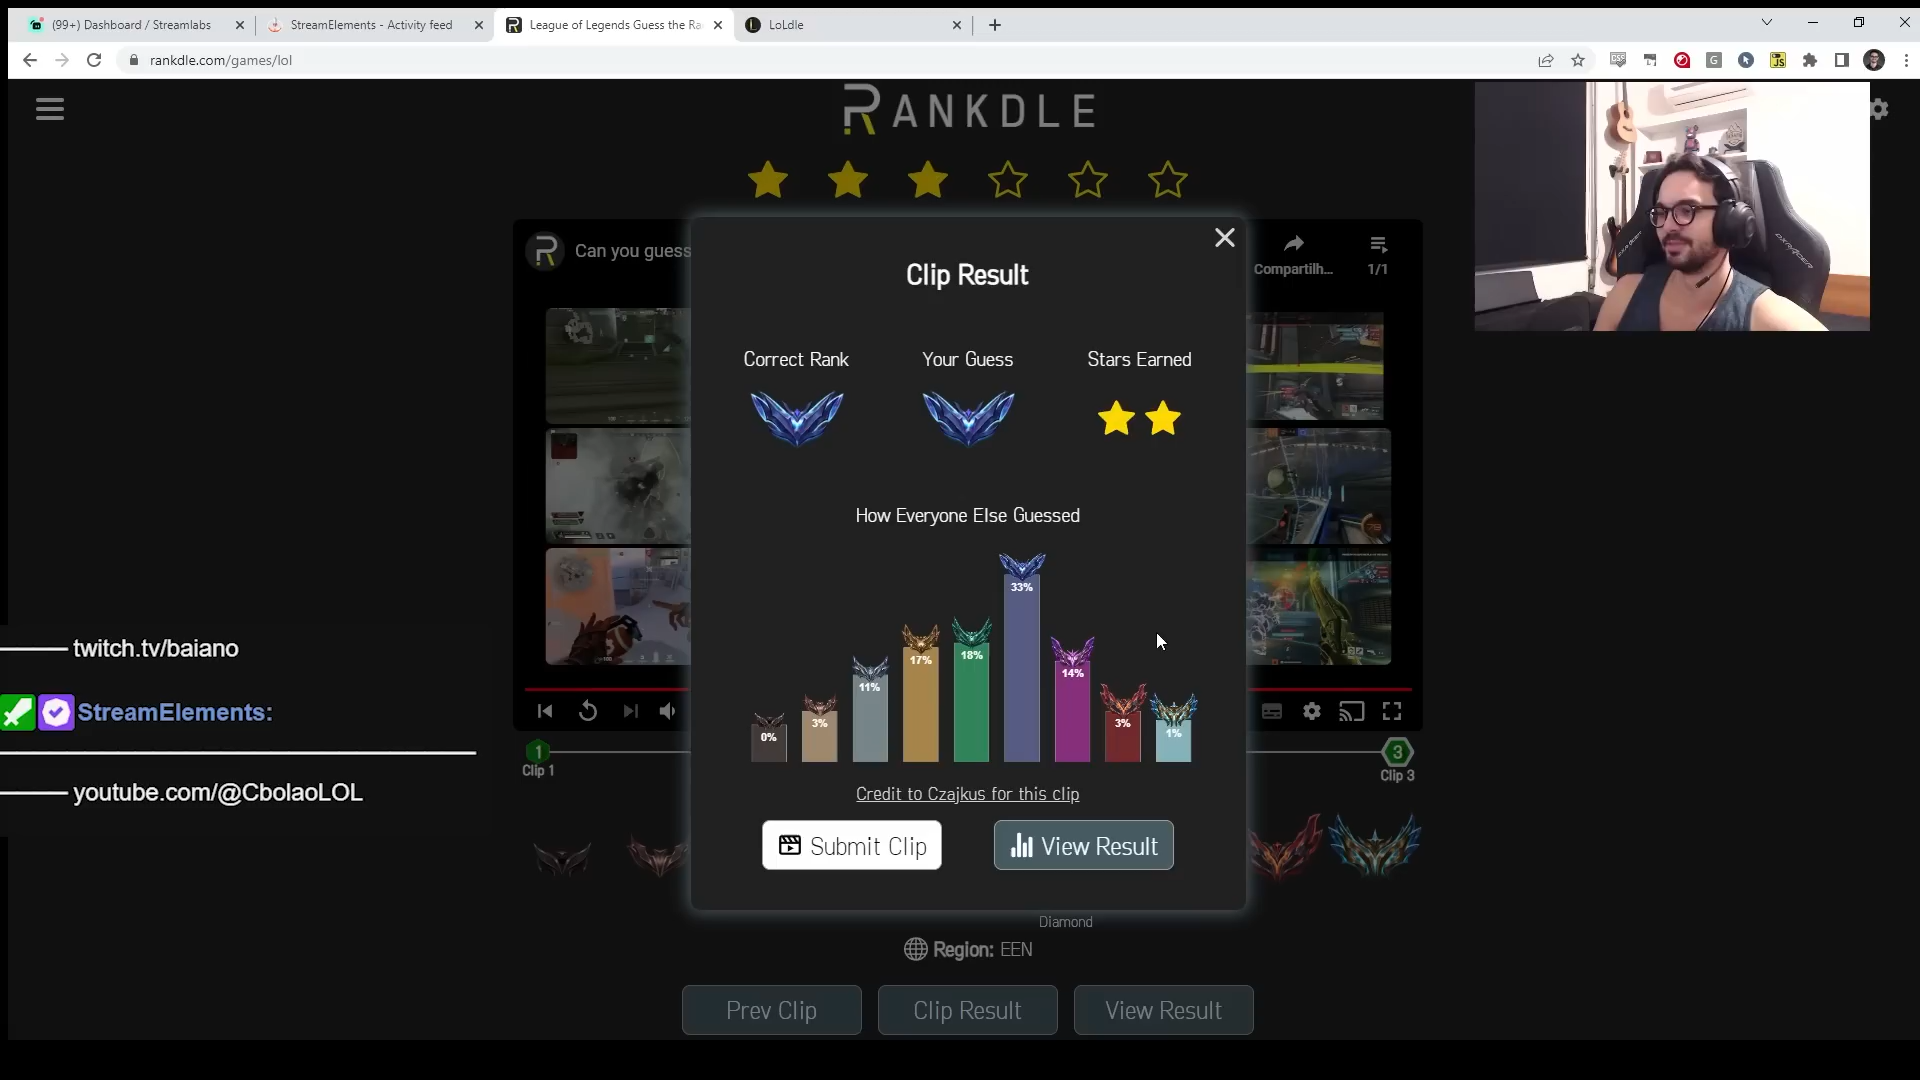 (99+) Dashboard / Streamlabs
StreamElements - Activity feed
League of Legends Guess the Ra
LoLdle
rankdle.com/games/lol
RANKDLE
Can you guess
Compartilh...
1/1
Clip Result
Correct Rank
Your Guess
Stars Earned
How Everyone Else Guessed
0%
3%
11%
17%
18%
33%
14%
3%
1%
Credit to Czajkus for this clip
Submit Clip
View Result
1
Clip 1
3
Clip 3
Diamond
Region: EEN
Prev Clip
Clip Result
View Result
twitch.tv/baiano
StreamElements:
youtube.com/@CbolaoLOL